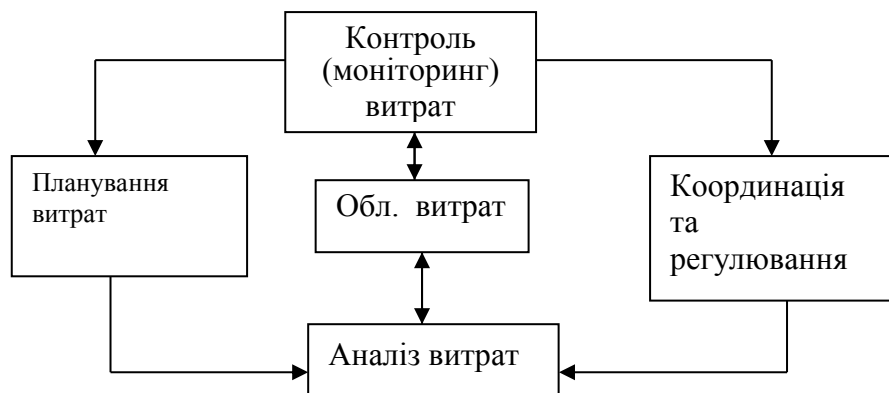 Контроль
(моніторинг)
витрат
Планування
витрат
Обл. витрат
Координація
та
регулювання
Аналіз витрат